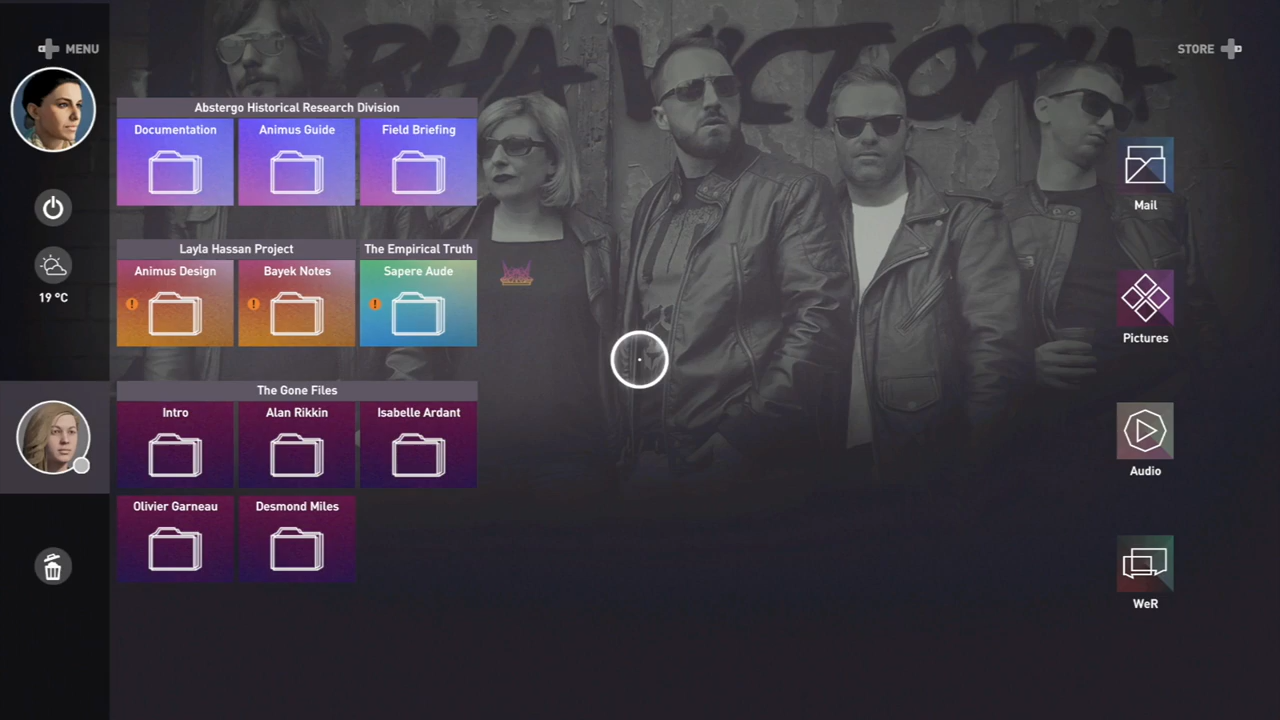 MENU
STORE
RHA VICTORIA
Abstergo Historical Research Division
Documentation
Animus Guide
Field Briefing
Layla Hassan Project
The Empirical Truth
Animus Design
Bayek Notes
Sapere Aude
!
!
!
19 °C
The Gone Files
Intro
Alan Rikkin
Isabelle Ardant
Olivier Garneau
Desmond Miles
Mail
Pictures
Audio
WeR